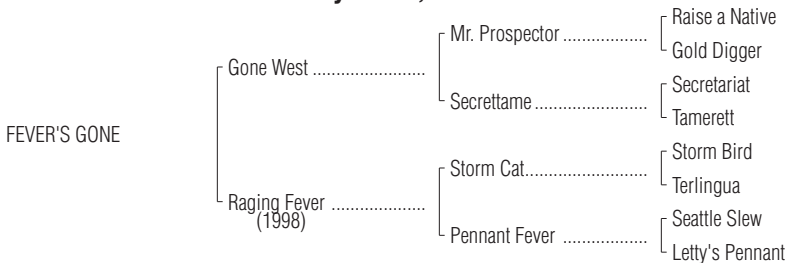 Raise a Native
Mr. Prospector ..................
Gold Digger
Gone West ........................
Secretariat
Secrettame ........................
Tamerett
FEVER'S GONE
Storm Bird
Storm Cat..........................
Terlingua
Raging Fever ....................
(1998)
Seattle Slew
Pennant Fever ..................
Letty's Pennant